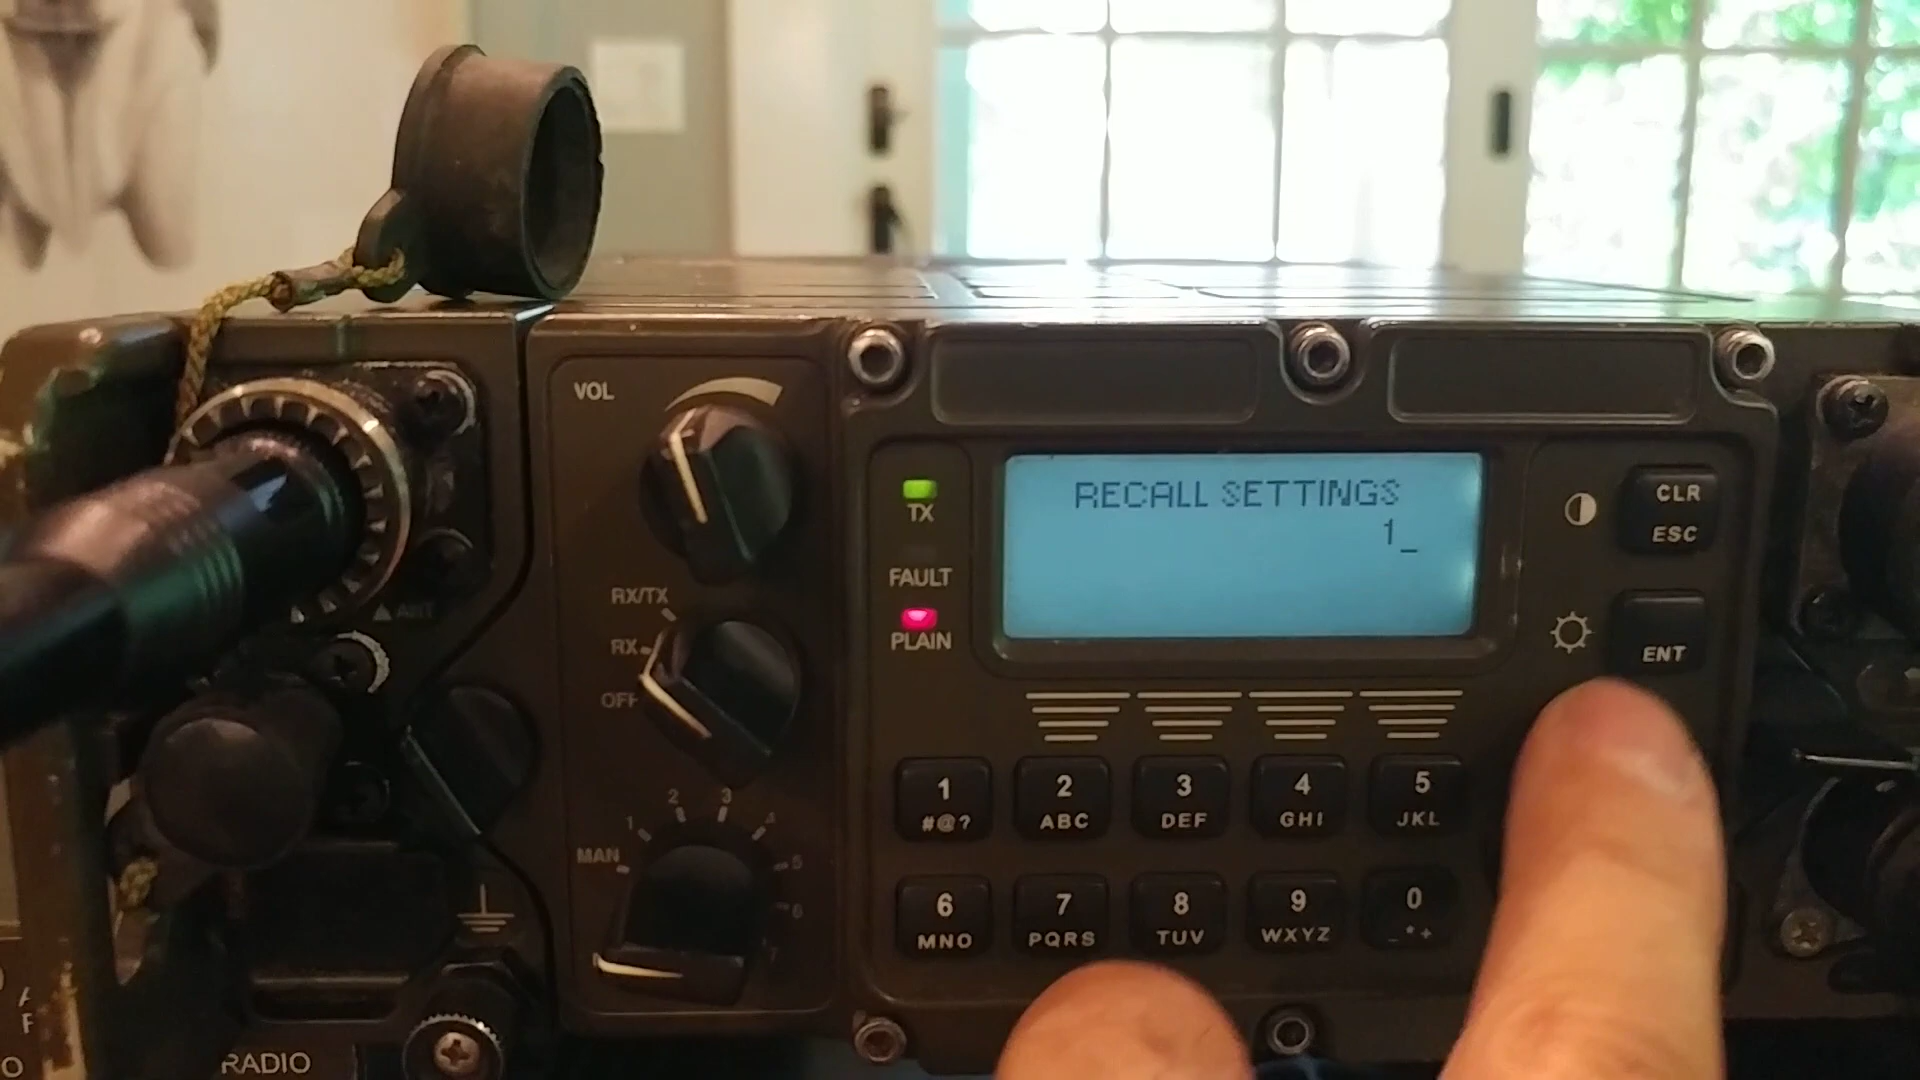 VOL
RECALL SETTINGS
1_
CLR
ESC
TX
FAULT
PLAIN
ENT
ANT
RX/TX
RX
OFF
MAN 1 2 3 4 5 6
1
#@?
2
ABC
3
DEF
4
GHI
5
JKL
6
MNO
7
PQRS
8
TUV
9
WXYZ
0
_*+
RADIO